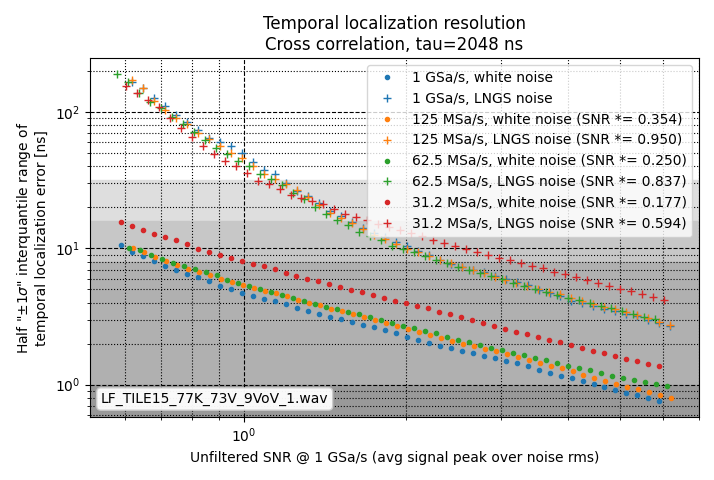 Temporal localization resolution
Cross correlation, tau=2048 ns
Half "±1σ" interquantile range of
temporal localization error [ns]
10²
10¹
10⁰
1 GSa/s, white noise
1 GSa/s, LNGS noise
125 MSa/s, white noise (SNR *= 0.354)
125 MSa/s, LNGS noise (SNR *= 0.950)
62.5 MSa/s, white noise (SNR *= 0.250)
62.5 MSa/s, LNGS noise (SNR *= 0.837)
31.2 MSa/s, white noise (SNR *= 0.177)
31.2 MSa/s, LNGS noise (SNR *= 0.594)
LF_TILE15_77K_73V_9VoV_1.wav
10⁰
Unfiltered SNR @ 1 GSa/s (avg signal peak over noise rms)